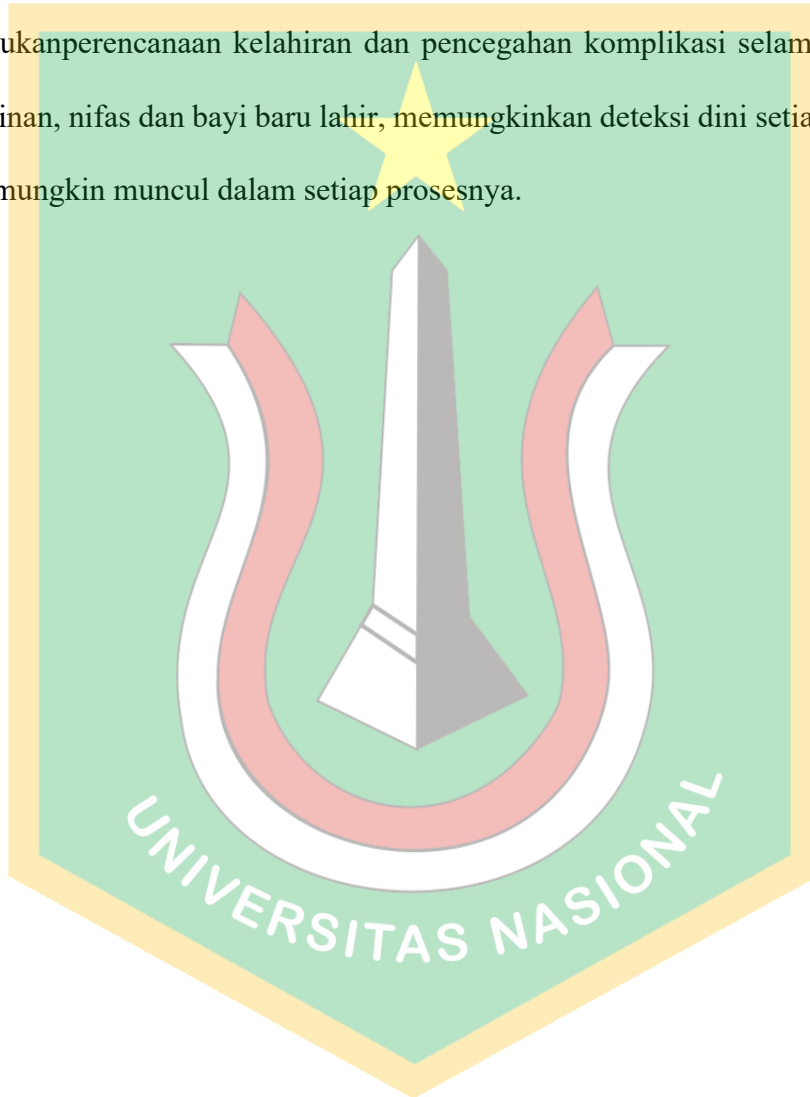 ukanperencanaan kelahiran dan pencegahan komplikasi selam
inan, nifas dan bayi baru lahir, memungkinkan deteksi dini setia
mungkin muncul dalam setiap prosesnya.
UNIVERSITAS NASIONAL